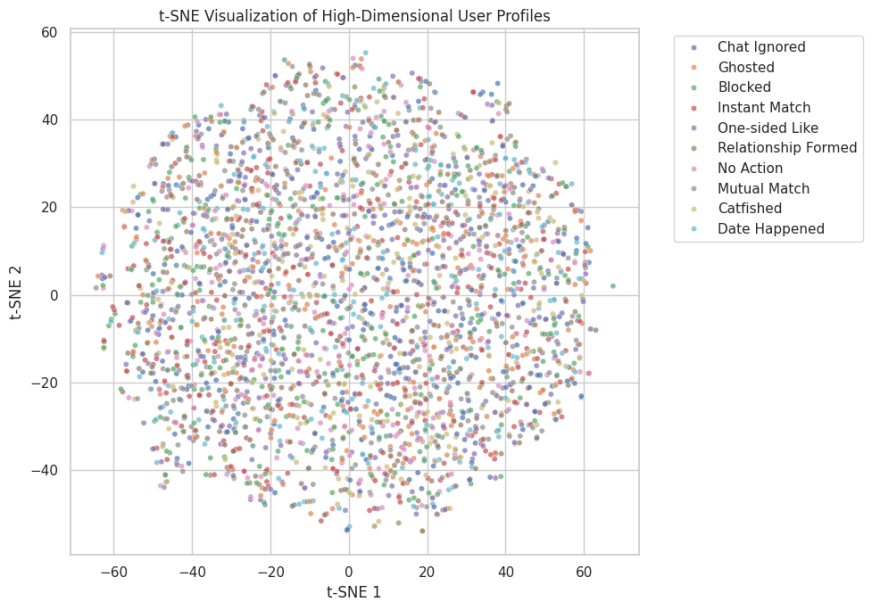 t-SNE Visualization of High-Dimensional User Profiles
60
40
20
0
−20
−40
t-SNE 2
−60
−40
−20
0
20
40
60
t-SNE 1
Chat Ignored
Ghosted
Blocked
Instant Match
One-sided Like
Relationship Formed
No Action
Mutual Match
Catfished
Date Happened